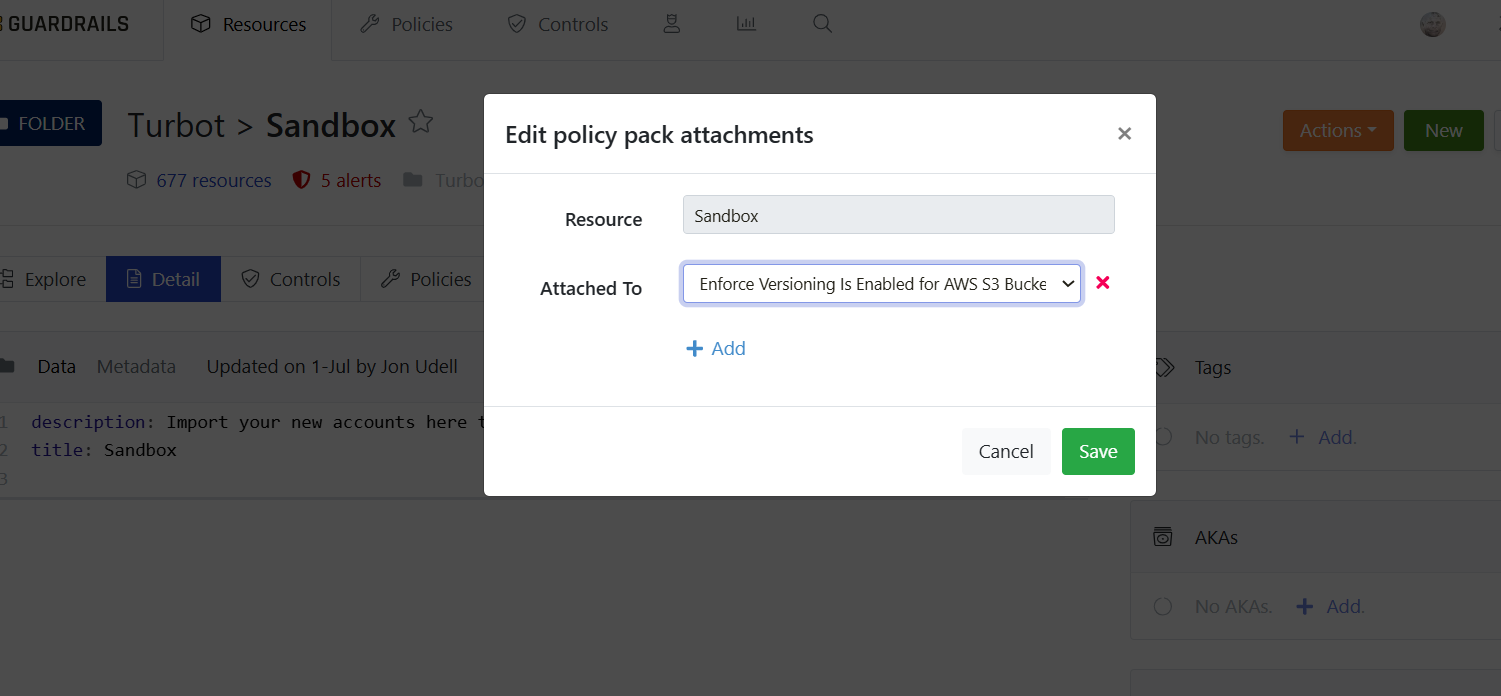 GUARDRAILS
Resources
Policies
Controls
FOLDER
Turbot > Sandbox
Actions
New
677 resources
5 alerts
Turbo
Edit policy pack attachments
×
Resource
Sandbox
Attached To
Enforce Versioning Is Enabled for AWS S3 Bucke
+ Add
Cancel
Save
Explore
Detail
Controls
Policies
Data
Metadata
Updated on 1-Jul by Jon Udell
1 description: Import your new accounts here t
2 title: Sandbox
3
Tags
No tags.
+ Add.
AKAs
No AKAs.
+ Add.